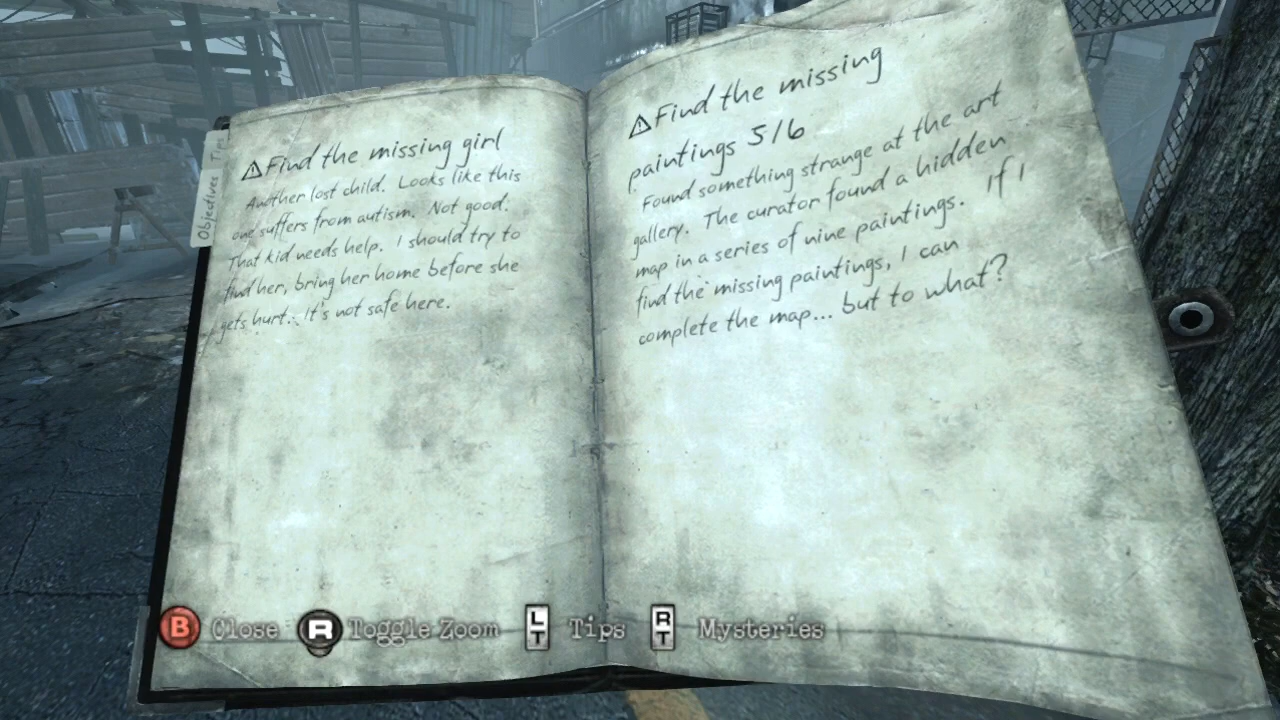 Tips
Objectives
⚠Find the missing girl
Another lost child. Looks like this
one suffers from autism. Not good.
That kid needs help. I should try to
find her, bring her home before she
gets hurt. It's not safe here.
⚠Find the missing
paintings 5/6
Found something strange at the art
gallery. The curator found a hidden
map in a series of nine paintings. If I
find the missing paintings, I can
complete the map... but to what?
B Close R Toggle Zoom LT Tips RT Mysteries